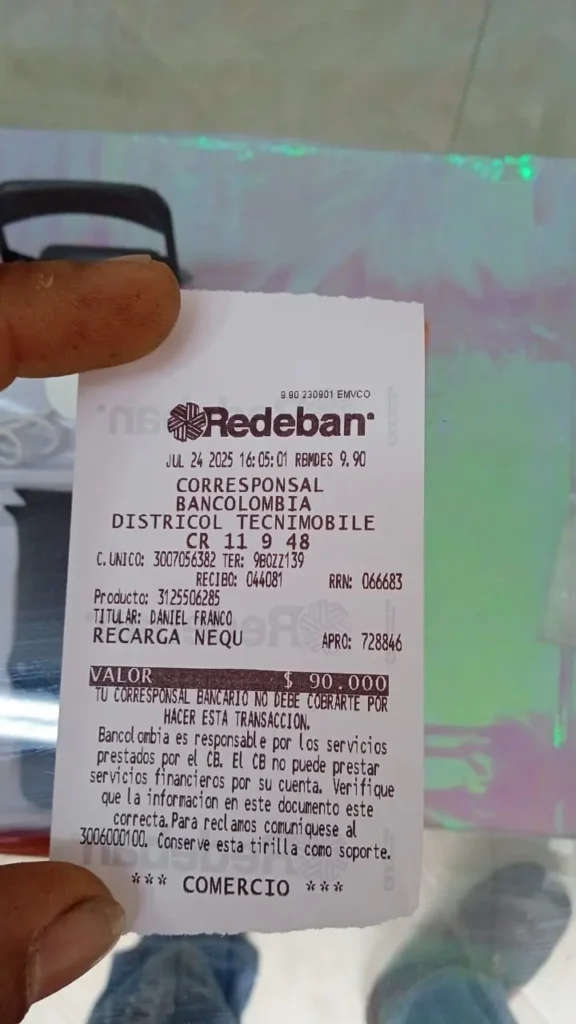 9.90 230901 EMVCO
Redeban
JUL 24 2025 16:05:01 RBMDES 9.90
CORRESPONSAL
BANCOLOMBIA
DISTRICOL TECNIMOBILE
CR 11 9 48
C.UNICO: 3007056382 TER: 9BOZZ139
RECIBO: 044081 RRN: 066683
Producto: 3125506285
TITULAR: DANIEL FRANCO
RECARGA NEQU APRO: 728846
VALOR $ 90.000
TU CORRESPONSAL BANCARIO NO DEBE COBRARTE POR
HACER ESTA TRANSACCION.
Bancolombia es responsable por los servicios
prestados por el CB. El CB no puede prestar
servicios financieros por su cuenta. Verifique
que la informacion en este documento este
correcta. Para reclamos comuniquese al
3006000100. Conserve esta tirilla como soporte.
*** COMERCIO ***